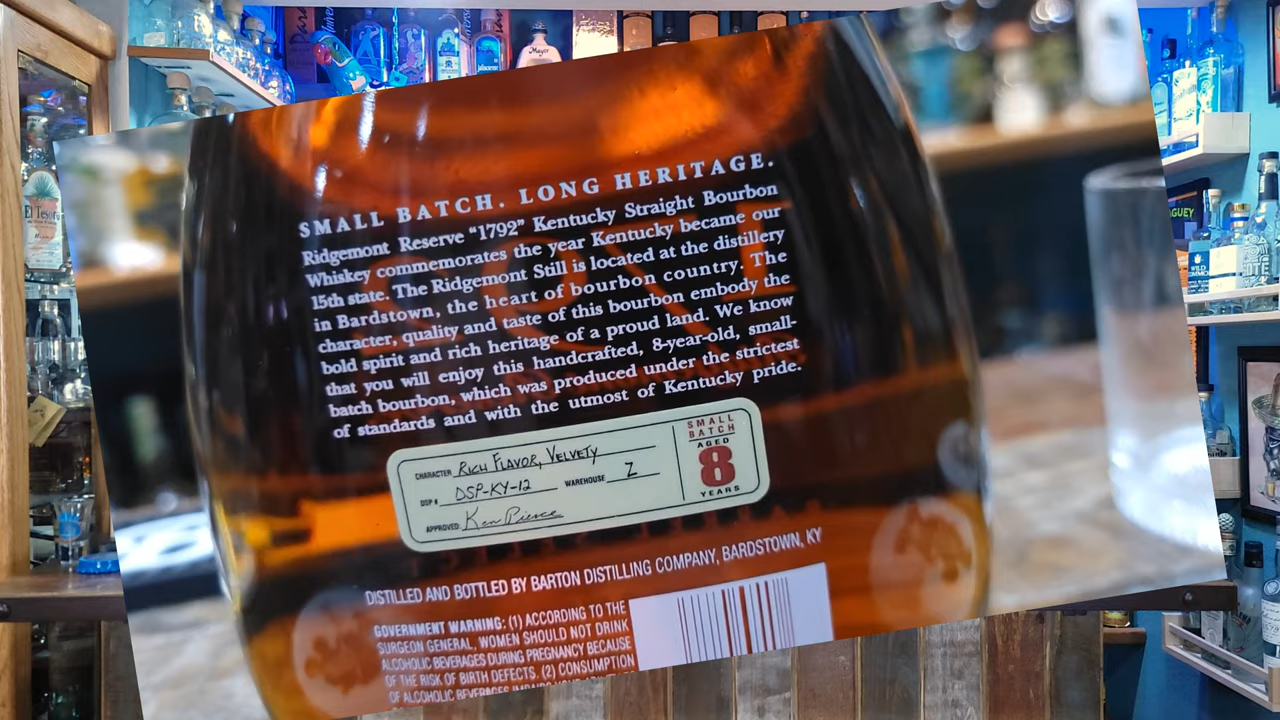 Mayor
El Tesoro
SMALL BATCH. LONG HERITAGE.
Ridgemont Reserve "1792" Kentucky Straight Bourbon
Whiskey commemorates the year Kentucky became our
15th state. The Ridgemont Still is located at the distillery
in Bardstown, the heart of bourbon country. The
character, quality and taste of this bourbon embody the
bold spirit and rich heritage of a proud land. We know
that you will enjoy this handcrafted, 8-year-old, small-
batch bourbon, which was produced under the strictest
of standards and with the utmost of Kentucky pride.
CHARACTER RICH FLAVOR, VELVETY
DSP # DSP-KY-12 WAREHOUSE Z
APPROVED: Ken Pierce
SMALL
BATCH
AGED
8
YEARS
DISTILLED AND BOTTLED BY BARTON DISTILLING COMPANY, BARDSTOWN, KY
GOVERNMENT WARNING: (1) ACCORDING TO THE
SURGEON GENERAL, WOMEN SHOULD NOT DRINK
ALCOHOLIC BEVERAGES DURING PREGNANCY BECAUSE
OF THE RISK OF BIRTH DEFECTS. (2) CONSUMPTION
OF ALCOHOLIC BEVERAGES